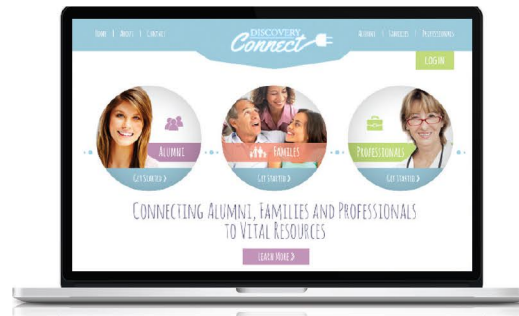 HOME | ABOUT | CONTACT
DISCOVERY
Connect
ALUMNI | FAMILIES | PROFESSIONALS
LOGIN
ALUMNI
FAMILES
PROFESSIONALS
GET STARTED >
GET STARTED >
GET STARTED >
CONNECTING ALUMNI, FAMILIES AND PROFESSIONALS
TO VITAL RESOURCES
LEARN MORE >